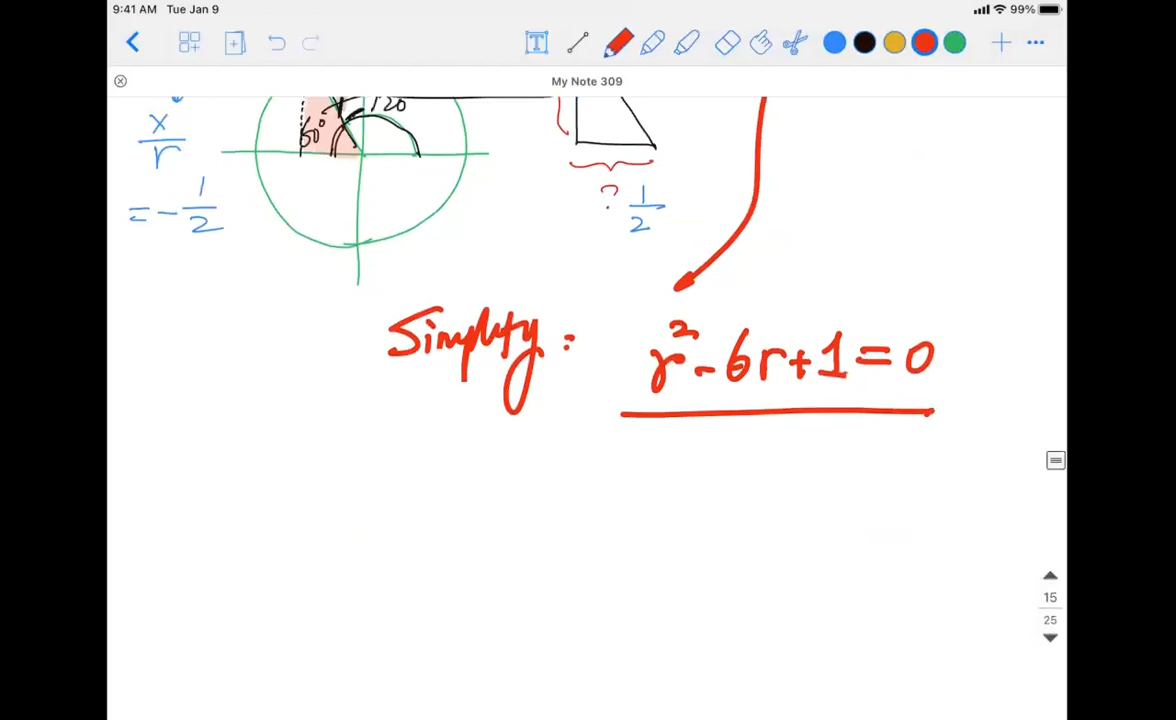 9:41 AM Tue Jan 9
99%
T
My Note 309
120
60°
x
r
= - 1
2
? 1
2
Simplify : r² - 6r + 1 = 0
15
25